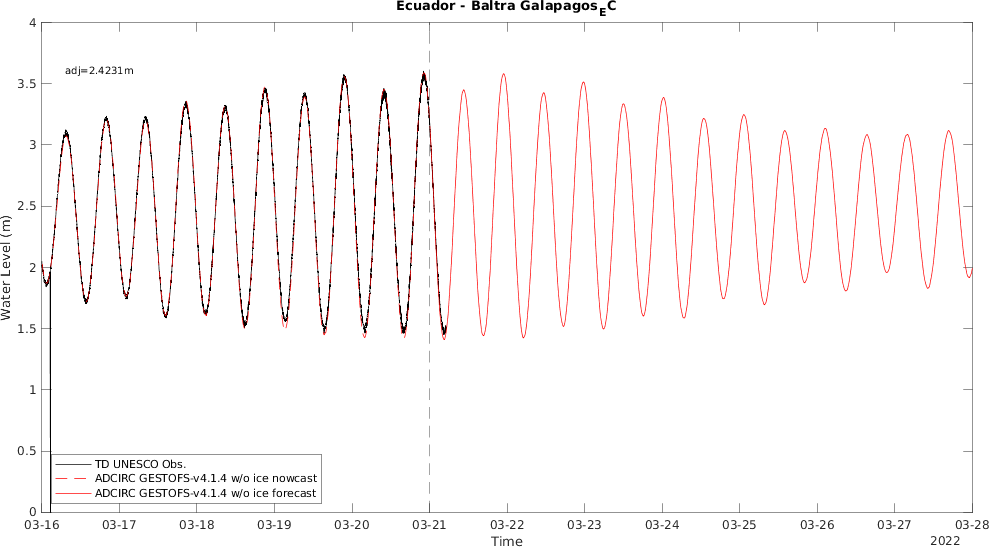 Ecuador - Baltra Galapagos_EC
4
3.5
3
2.5
2
1.5
1
0.5
0
Water Level (m)
adj=2.4231m
TD UNESCO Obs.
ADCIRC GESTOFS-v4.1.4 w/o ice nowcast
ADCIRC GESTOFS-v4.1.4 w/o ice forecast
03-16 03-17 03-18 03-19 03-20 03-21 03-22 03-23 03-24 03-25 03-26 03-27 03-28
Time
2022